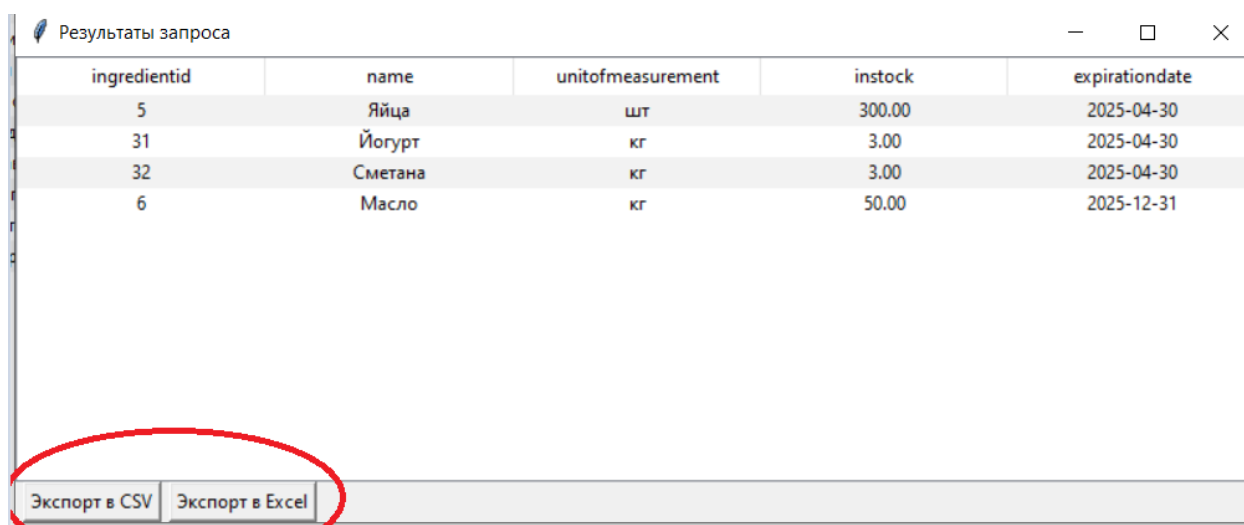 Результаты запроса
ingredientid name unitofmeasurement instock expirationdate
5 Яйца шт 300.00 2025-04-30
31 Йогурт кг 3.00 2025-04-30
32 Сметана кг 3.00 2025-04-30
6 Масло кг 50.00 2025-12-31
Экспорт в CSV Экспорт в Excel